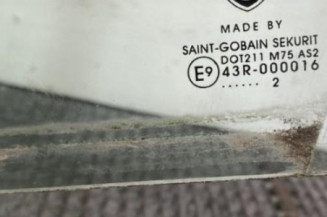 MADE BY
SAINT-GOBAIN SEKURIT
DOT211 M75 AS2
E9 43R-000016
...... 2